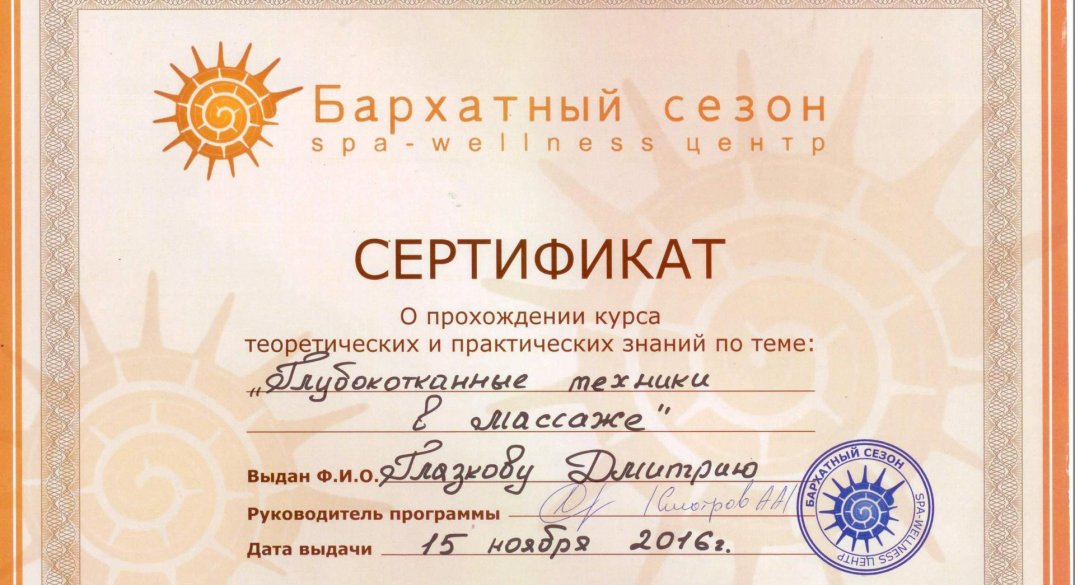 Бархатный сезон
spa-wellness центр
СЕРТИФИКАТ
О прохождении курса
теоретических и практических знаний по теме:
„Глубокотканные техники
в массаже"
Выдан Ф.И.О. Глазкову Дмитрию
Руководитель программы
Дата выдачи 15 ноября 2016г.
БАРХАТНЫЙ СЕЗОН
SPA-WELLNESS ЦЕНТР